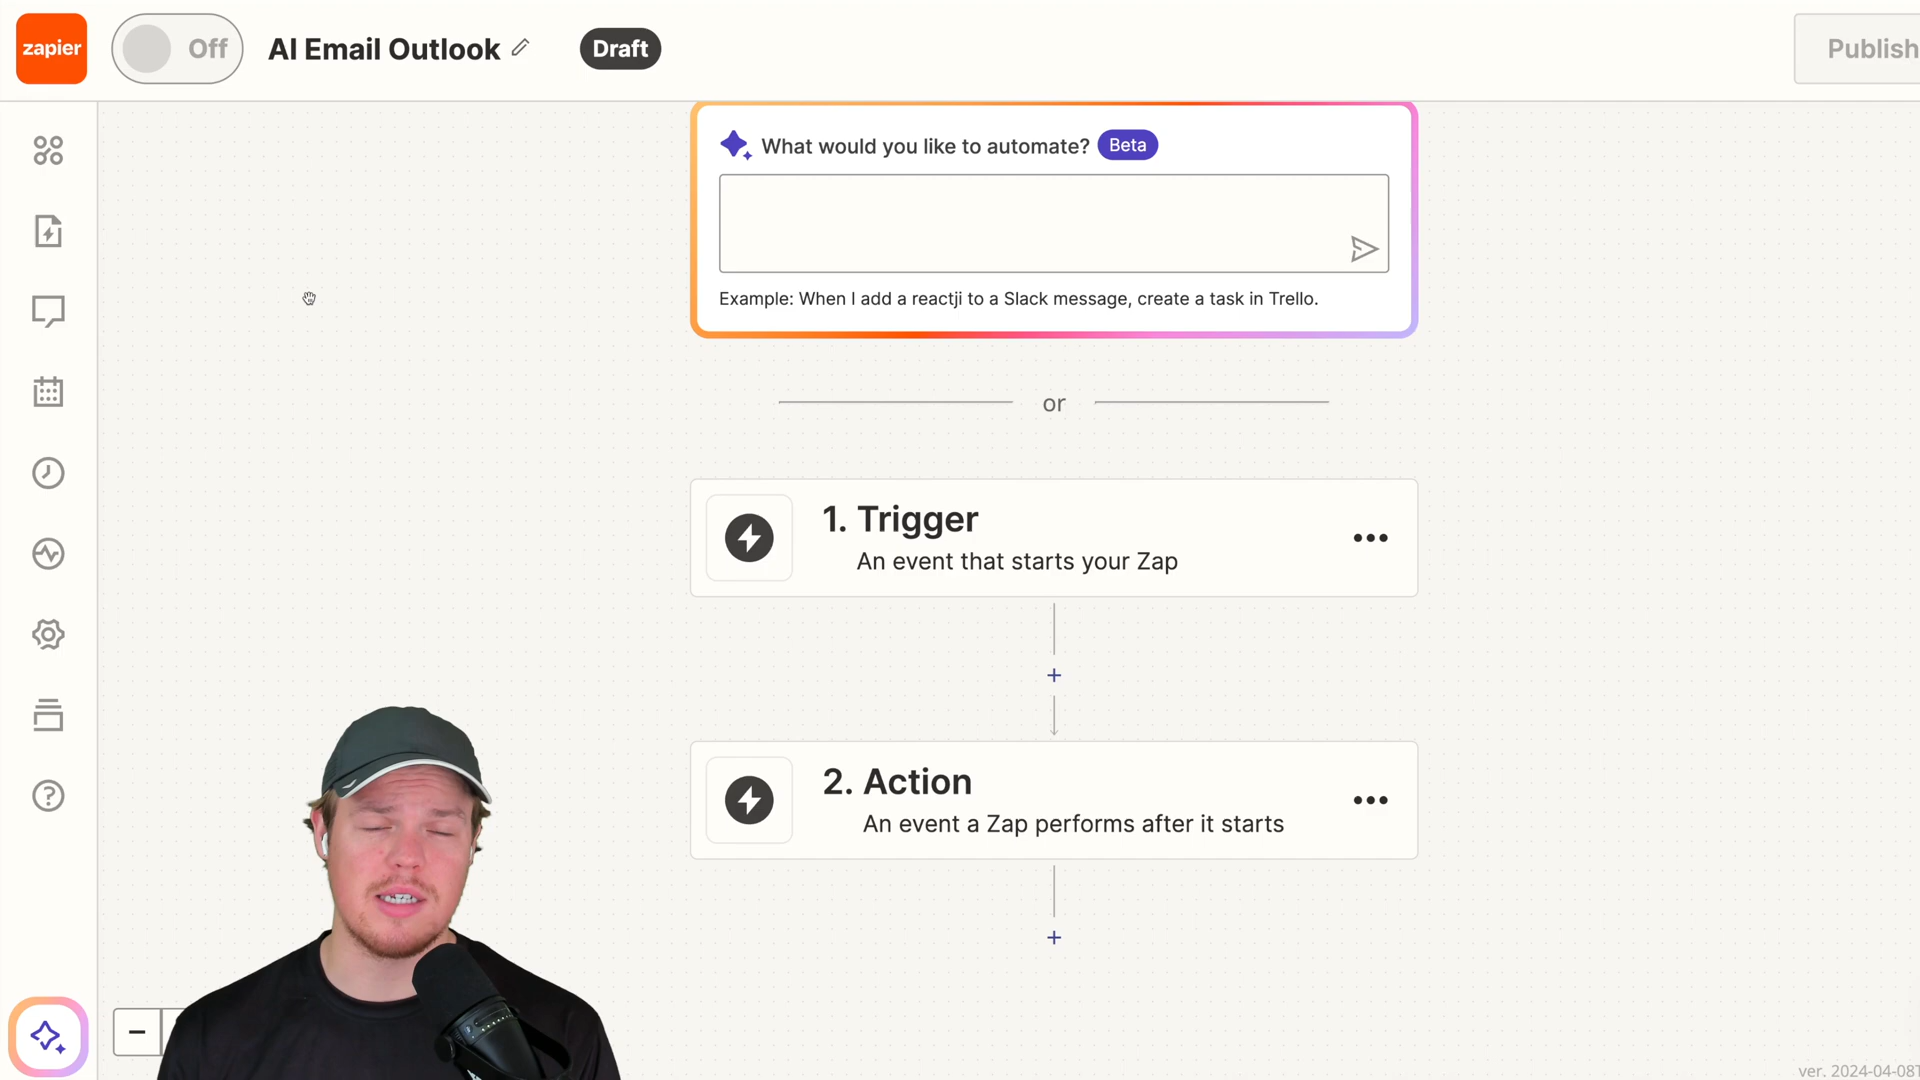 zapier
Off
AI Email Outlook
Draft
Publish
What would you like to automate?
Beta
Example: When I add a reactji to a Slack message, create a task in Trello.
or
1. Trigger
An event that starts your Zap
+
2. Action
An event a Zap performs after it starts
+
ver. 2024-04-08T